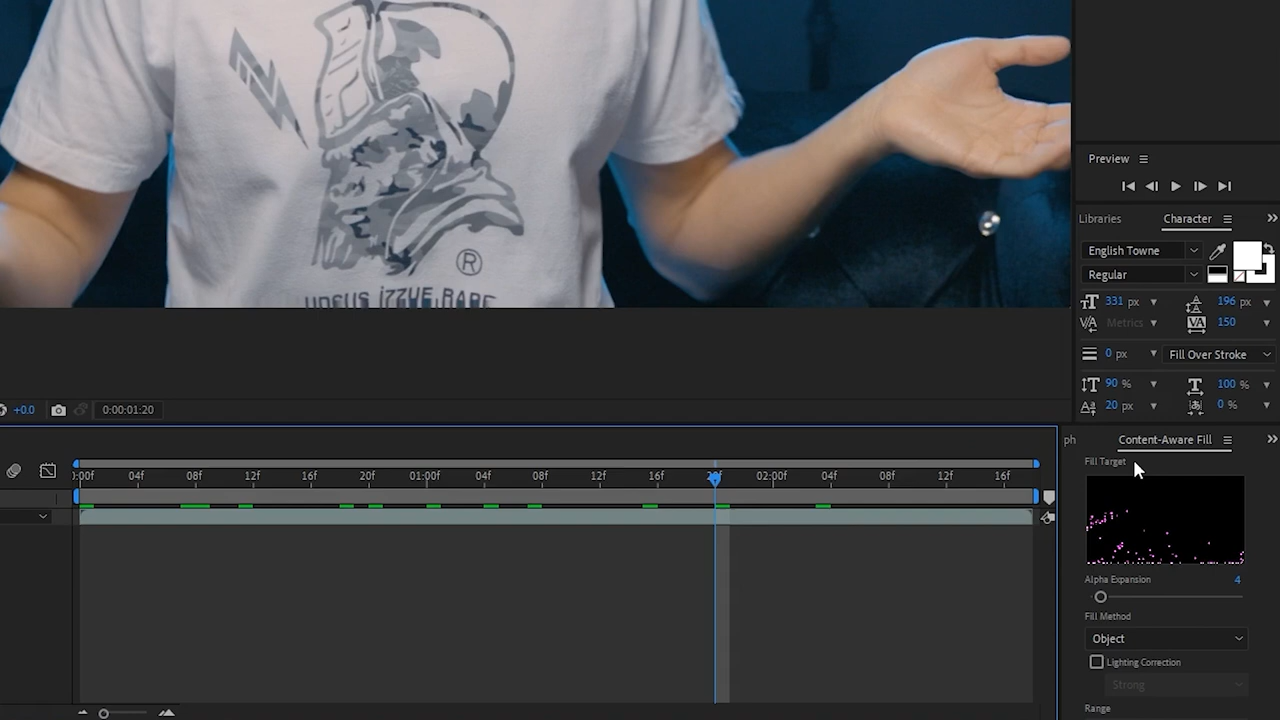 ®
Preview
Libraries
Character
English Towne
Regular
331 px
196 px
Metrics
150
0 px
Fill Over Stroke
90 %
100 %
20 px
0 %
+0.0
0:00:01:20
ph
Content-Aware Fill
Fill Target
:00f 04f 08f 12f 16f 20f 01:00f 04f 08f 12f 16f 20f 02:00f 04f 08f 12f 16f
Alpha Expansion
4
Fill Method
Object
Lighting Correction
Strong
Range